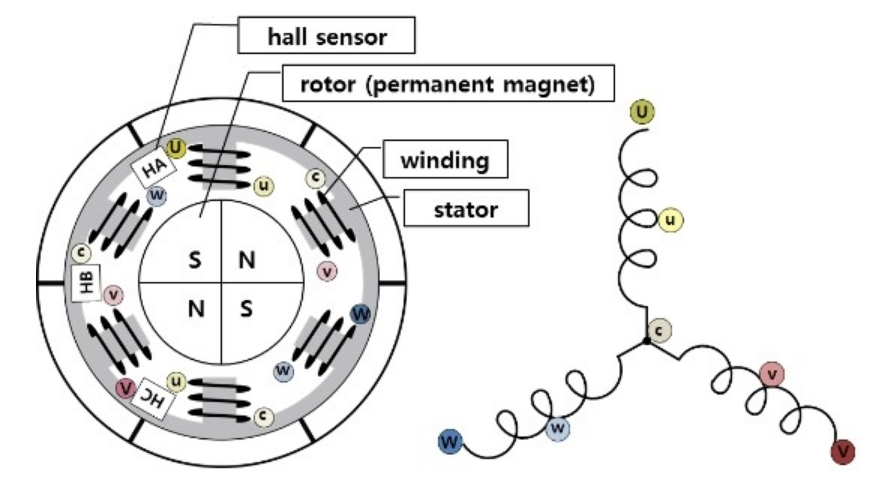 hall sensor
rotor (permanent magnet)
winding
stator
U
HA
u
c
w
c
HB
v
v
S N
N S
W
w
V
HC
u
c
U
u
c
v
w
W
V